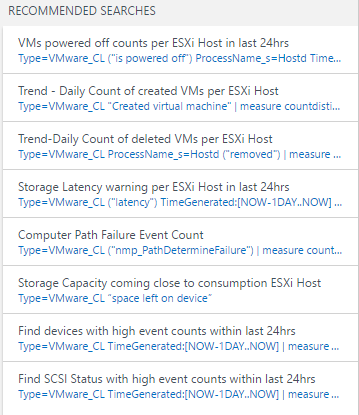 RECOMMENDED SEARCHES
VMs powered off counts per ESXi Host in last 24hrs
Type=VMware_CL ("is powered off") ProcessName_s=Hostd Time...
Trend - Daily Count of created VMs per ESXi Host
Type=VMware_CL "Created virtual machine" | measure countdisti...
Trend-Daily Count of deleted VMs per ESXi Host
Type=VMware_CL ProcessName_s=Hostd ("removed") | measure ...
Storage Latency warning per ESXi Host in last 24hrs
Type=VMware_CL ("latency") TimeGenerated:[NOW-1DAY..NOW] ...
Computer Path Failure Event Count
Type=VMware_CL ("nmp_PathDetermineFailure") | measure count...
Storage Capacity coming close to consumption ESXi Host
Type=VMware_CL "space left on device"
Find devices with high event counts within last 24hrs
Type=VMware_CL TimeGenerated:[NOW-1DAY..NOW] | measure ...
Find SCSI Status with high event counts within last 24hrs
Type=VMware_CL TimeGenerated:[NOW-1DAY..NOW] | measure ...